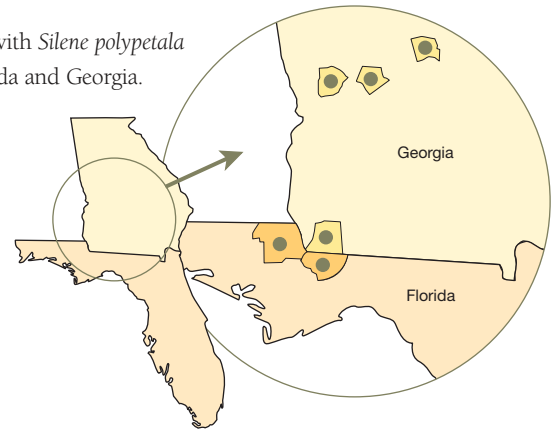 with Silene polypetala
da and Georgia.
Georgia
Florida